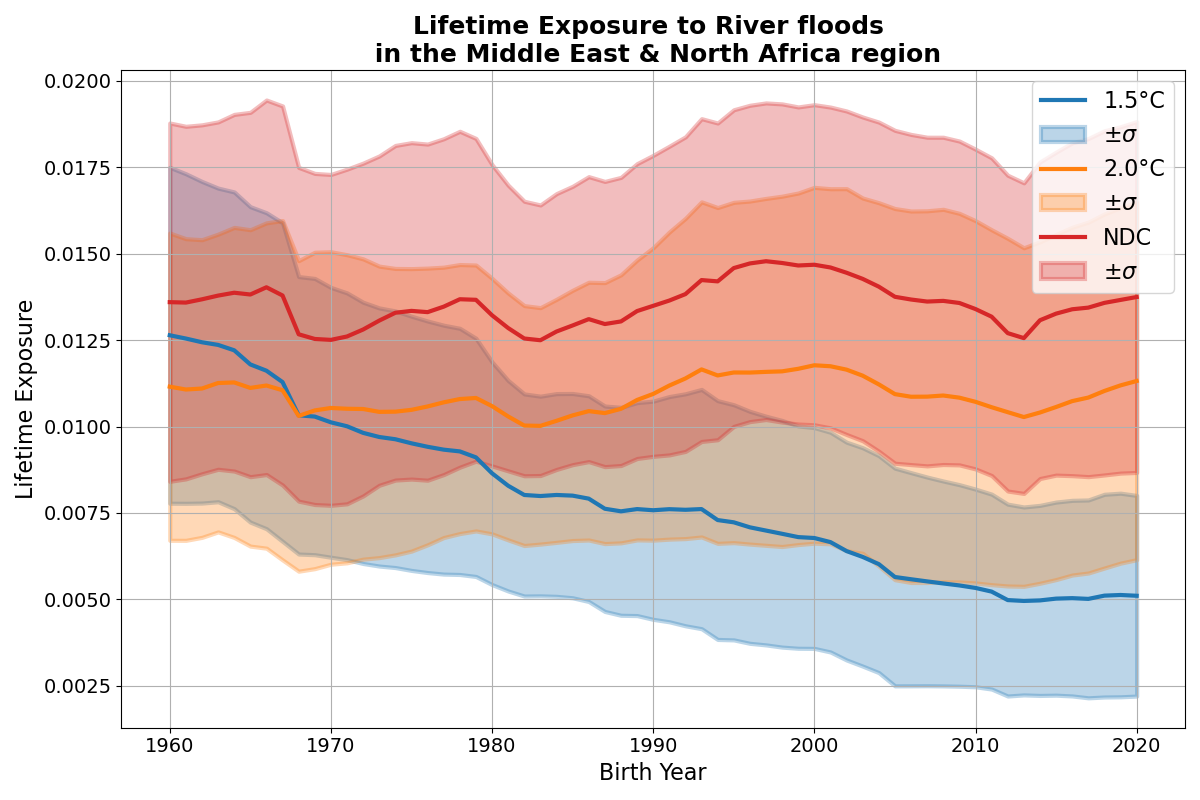 Lifetime Exposure to River floods
in the Middle East & North Africa region
0.0200
0.0175
0.0150
0.0125
0.0100
0.0075
0.0050
0.0025
Lifetime Exposure
1960
1970
1980
1990
2000
2010
2020
Birth Year
1.5°C
±σ
2.0°C
±σ
NDC
±σ